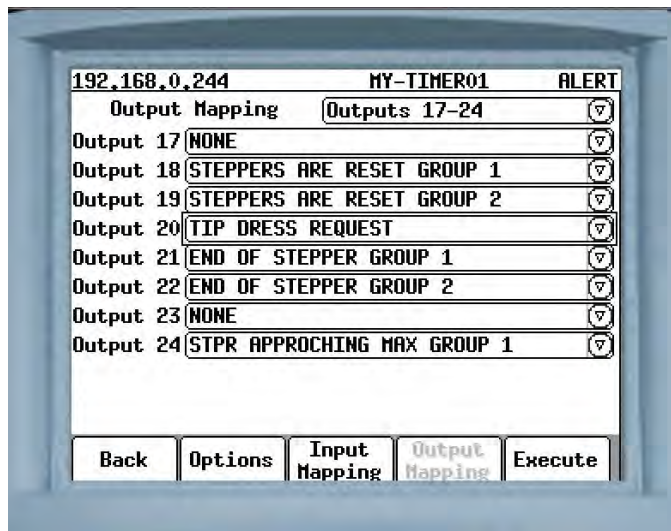 192.168.0.244 MY-TIMER01 ALERT
Output Mapping Outputs 17-24
Output 17 NONE
Output 18 STEPPERS ARE RESET GROUP 1
Output 19 STEPPERS ARE RESET GROUP 2
Output 20 TIP DRESS REQUEST
Output 21 END OF STEPPER GROUP 1
Output 22 END OF STEPPER GROUP 2
Output 23 NONE
Output 24 STPR APPROCHING MAX GROUP 1
Back Options Input Mapping Output Mapping Execute